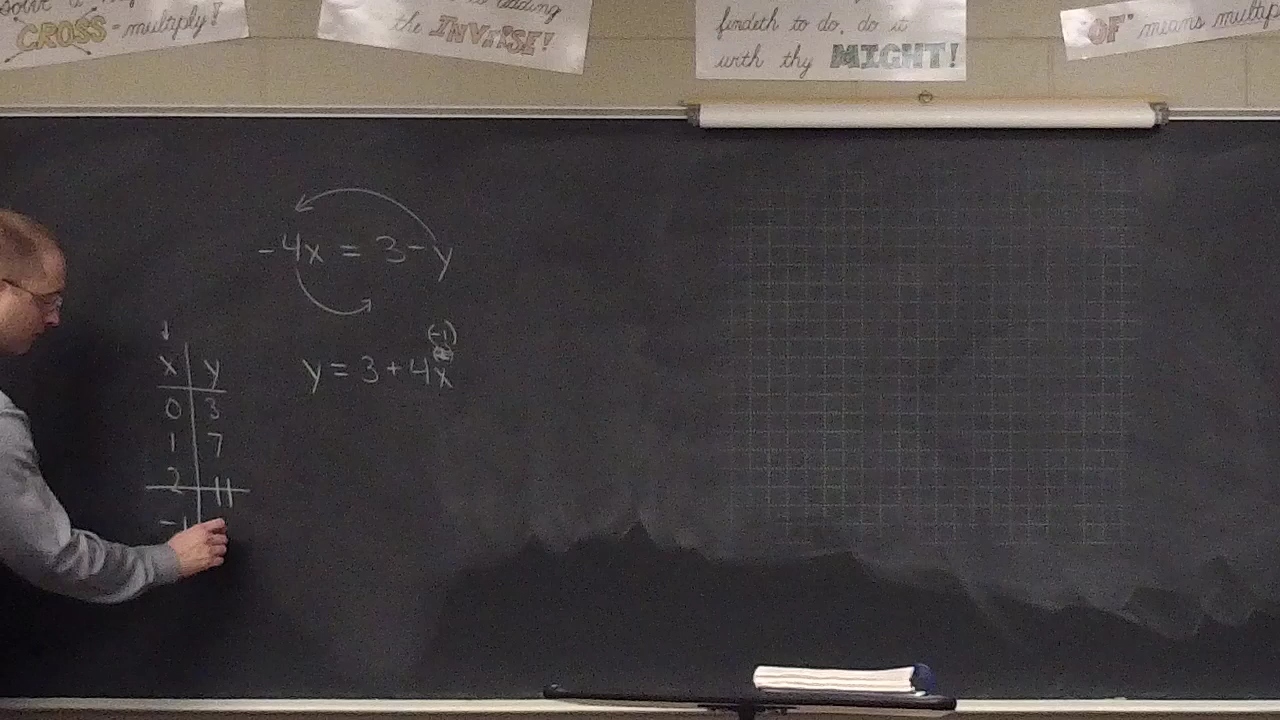 CROSS-multiply!
the INVERSE!
findeth to do, do it
with thy MIGHT!
"OF" means
-4x = 3-y
(-1)
y = 3+4x
x y
0 3
1 7
2 11
-1